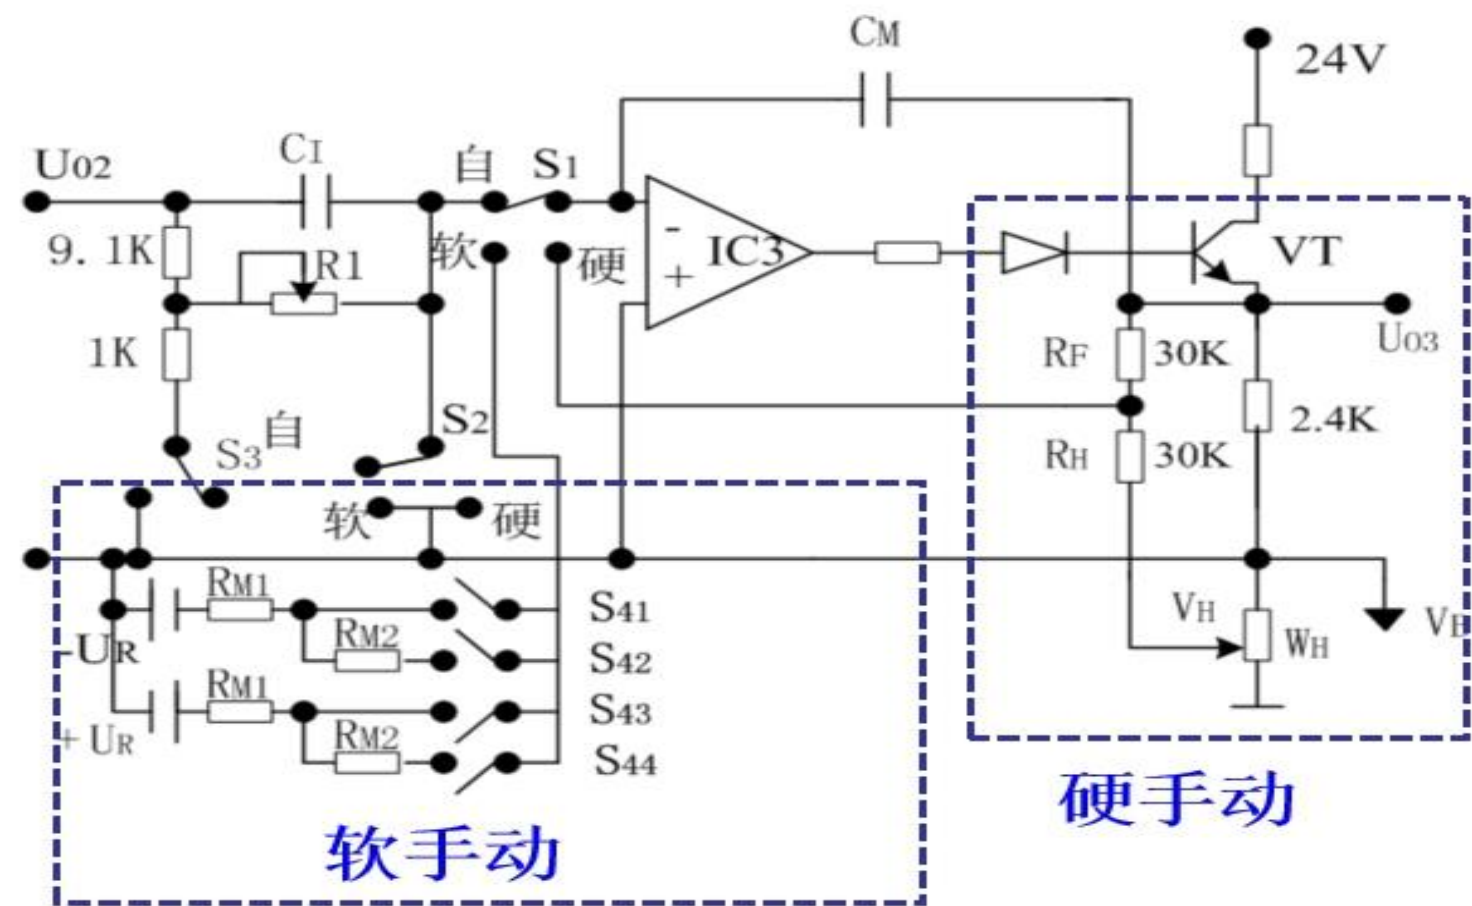 CM
24V
U02
CI
自
S1
9.1K
R1
软
硬
-
+
IC3
VT
1K
RF
30K
UO3
S2
S3
自
RH
30K
2.4K
软
硬
RM1
S41
VH
WH
-UR
RM2
S42
RM1
S43
+UR
RM2
S44
软手动
硬手动